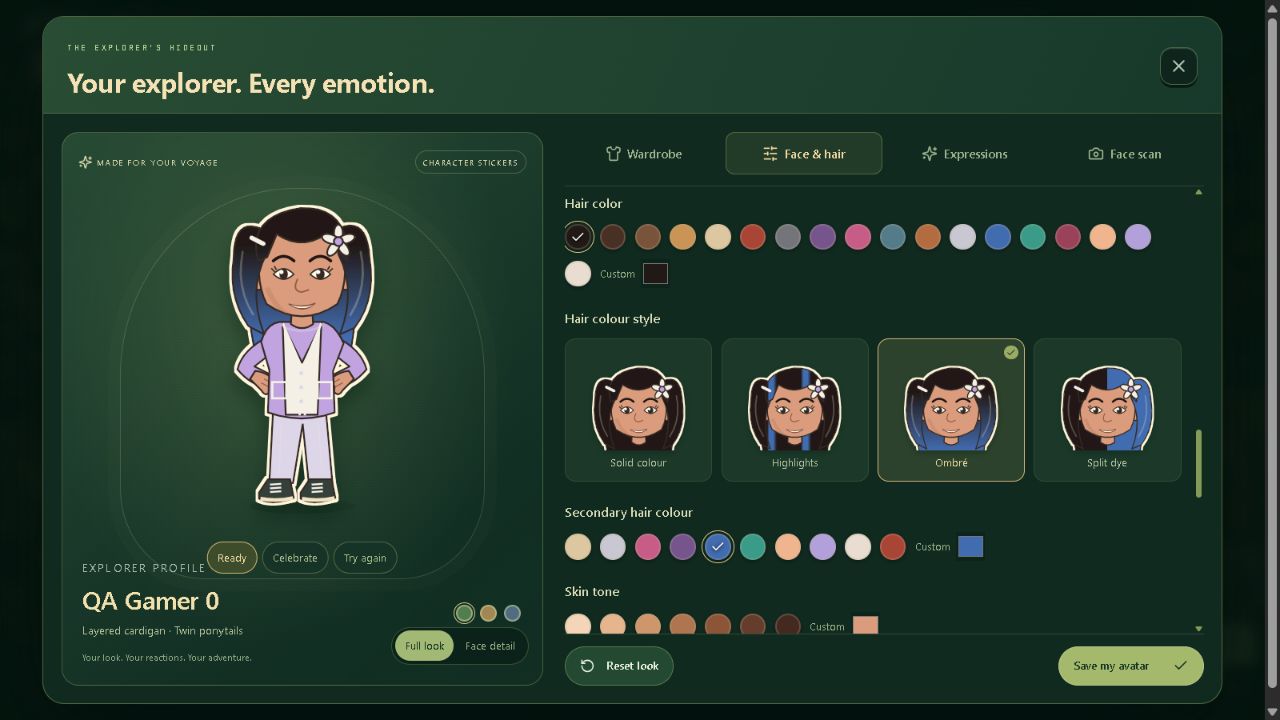 THE EXPLORER'S HIDEOUT
Your explorer. Every emotion.
MADE FOR YOUR VOYAGE
CHARACTER STICKERS
Ready
Celebrate
Try again
EXPLORER PROFILE
QA Gamer 0
Layered cardigan · Twin ponytails
Your look. Your reactions. Your adventure.
Full look
Face detail
Wardrobe
Face & hair
Expressions
Face scan
Hair color
Custom
Hair colour style
Solid colour
Highlights
Ombré
Split dye
Secondary hair colour
Custom
Skin tone
Custom
Reset look
Save my avatar